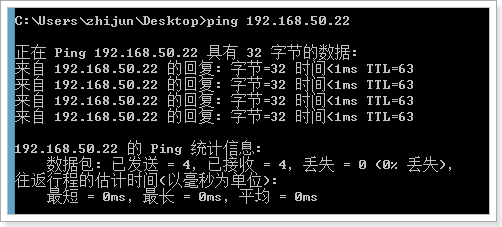 C:\Users\zhijun\Desktop>ping 192.168.50.22
正在 Ping 192.168.50.22 具有 32 字节的数据:
来自 192.168.50.22 的回复: 字节=32 时间<1ms TTL=63
来自 192.168.50.22 的回复: 字节=32 时间<1ms TTL=63
来自 192.168.50.22 的回复: 字节=32 时间<1ms TTL=63
来自 192.168.50.22 的回复: 字节=32 时间<1ms TTL=63
192.168.50.22 的 Ping 统计信息:
数据包: 已发送 = 4, 已接收 = 4, 丢失 = 0 (0% 丢失),
往返行程的估计时间(以毫秒为单位):
最短 = 0ms, 最长 = 0ms, 平均 = 0ms